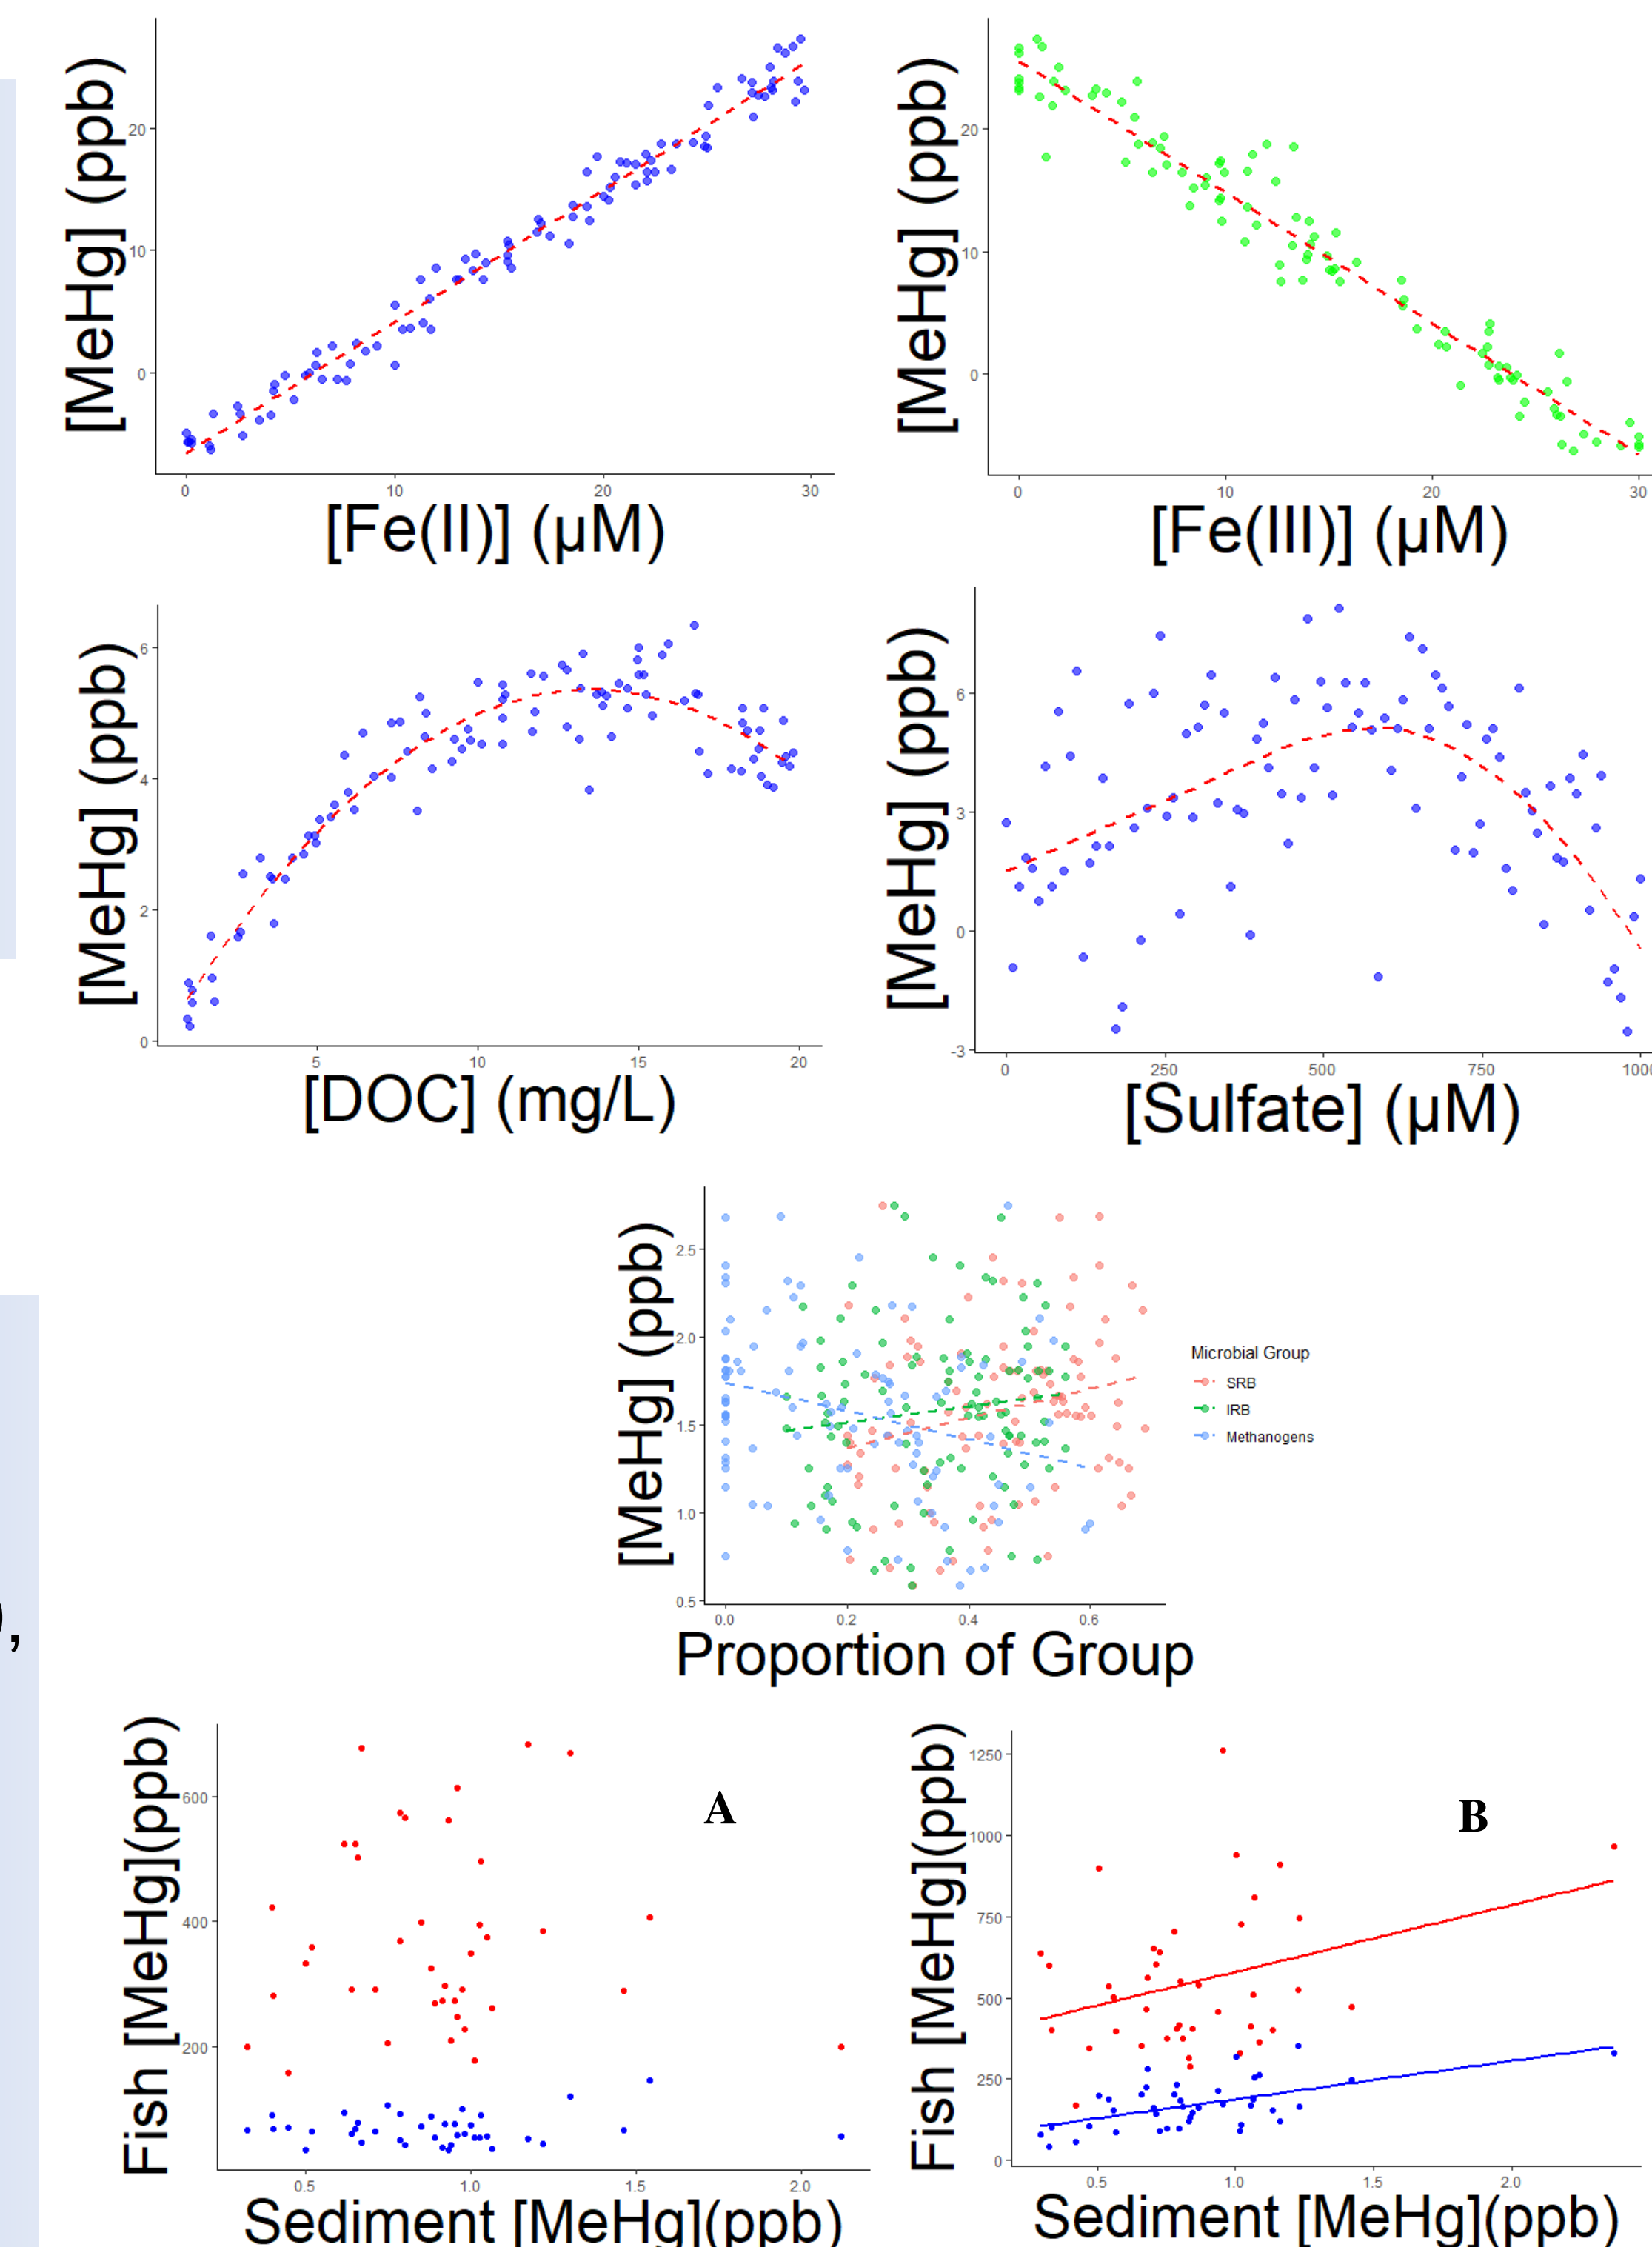 [MeHg] (ppb)
20
10
0
0 10 20 30
[Fe(II)] (µM)
[MeHg] (ppb)
20
10
0
0 10 20 30
[Fe(III)] (µM)
[MeHg] (ppb)
6
4
2
0
5 10 15 20
[DOC] (mg/L)
[MeHg] (ppb)
6
3
0
-3
0 250 500 750 100
[Sulfate] (µM)
[MeHg] (ppb)
2.5
2.0
1.5
1.0
0.5
0.0 0.2 0.4 0.6
Proportion of Group
Microbial Group
SRB
IRB
Methanogens
),
Fish [MeHg](ppb)
600
400
200
A
0.5 1.0 1.5 2.0
Sediment [MeHg](ppb)
Fish [MeHg](ppb)
1250
1000
750
500
250
0
B
0.5 1.0 1.5 2.0
Sediment [MeHg](ppb)